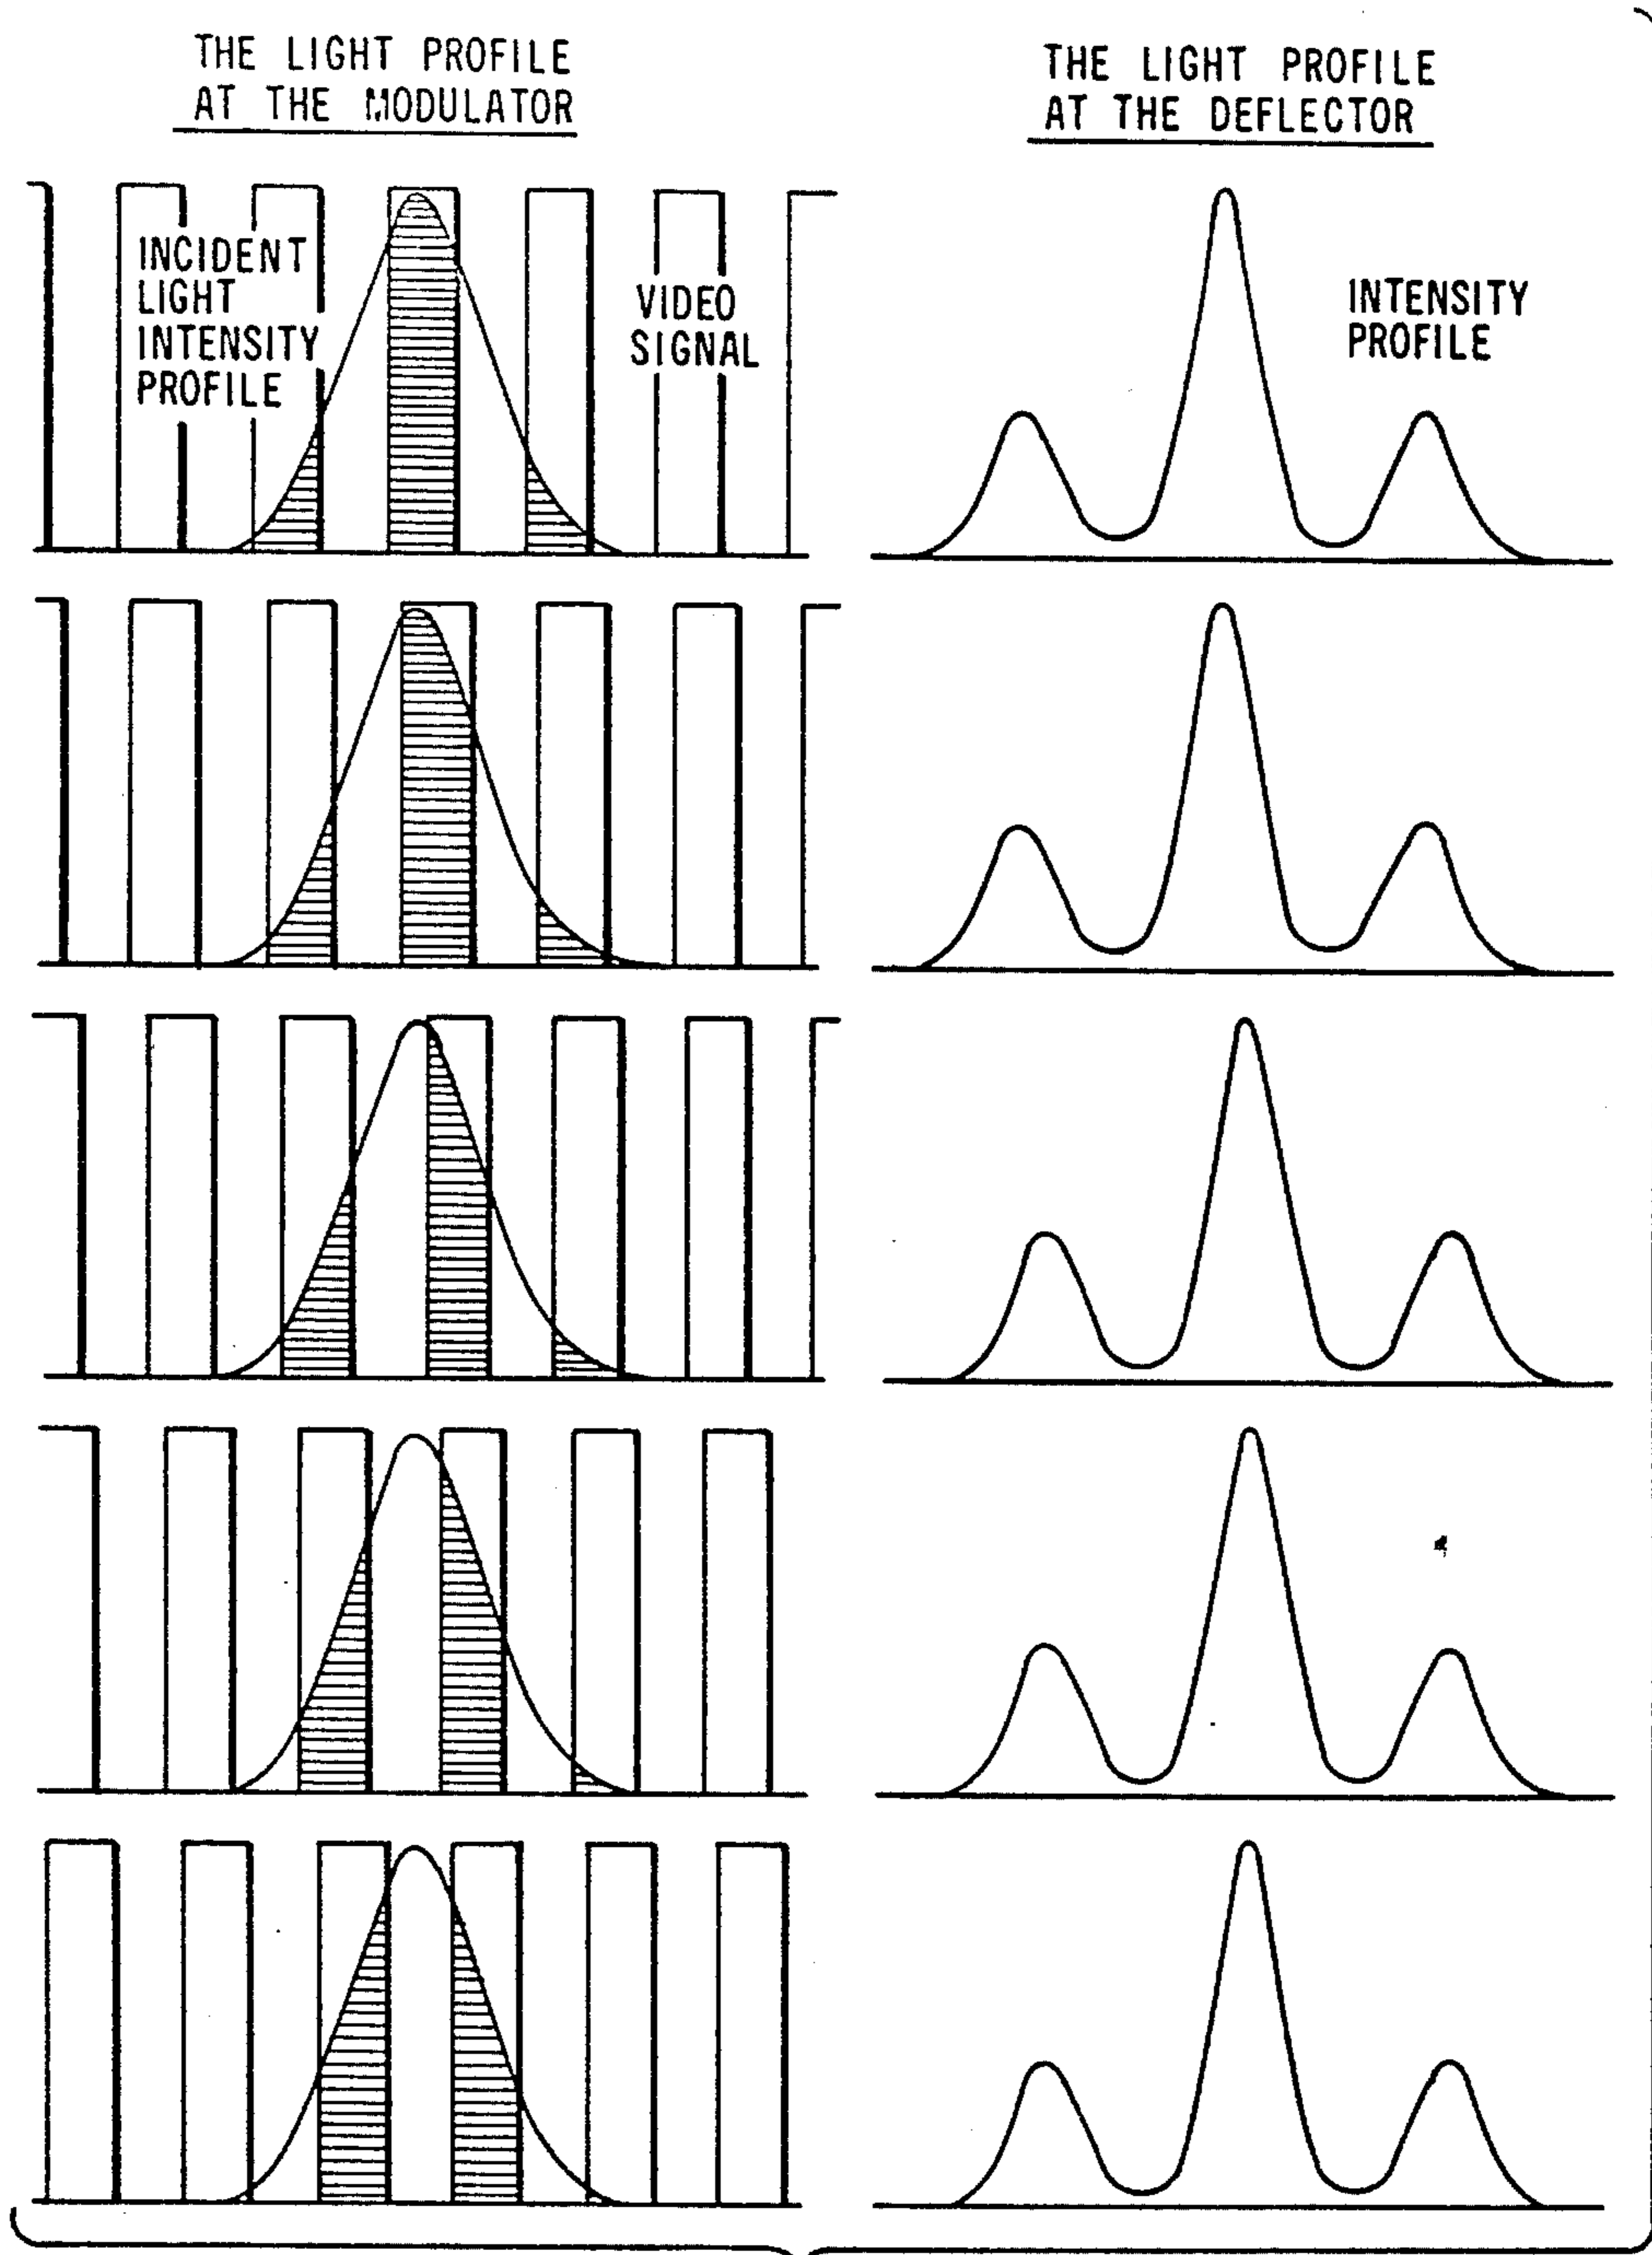 THE LIGHT PROFILE
AT THE MODULATOR
THE LIGHT PROFILE
AT THE DEFLECTOR
INCIDENT
LIGHT
INTENSITY
PROFILE
VIDEO
SIGNAL
INTENSITY
PROFILE